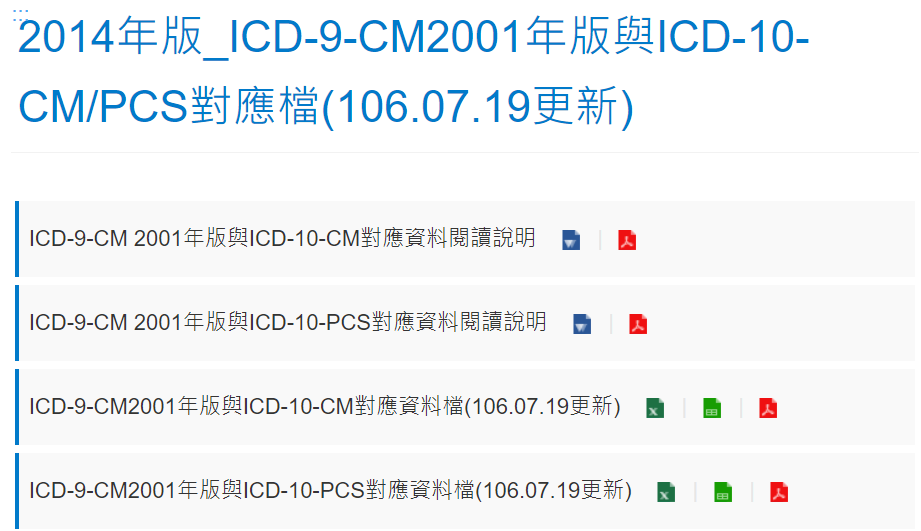 2014年版_ICD-9-CM2001年版與ICD-10-
CM/PCS對應檔(106.07.19更新)
ICD-9-CM 2001年版與ICD-10-CM對應資料閱讀說明
ICD-9-CM 2001年版與ICD-10-PCS對應資料閱讀說明
ICD-9-CM2001年版與ICD-10-CM對應資料檔(106.07.19更新)
ICD-9-CM2001年版與ICD-10-PCS對應資料檔(106.07.19更新)